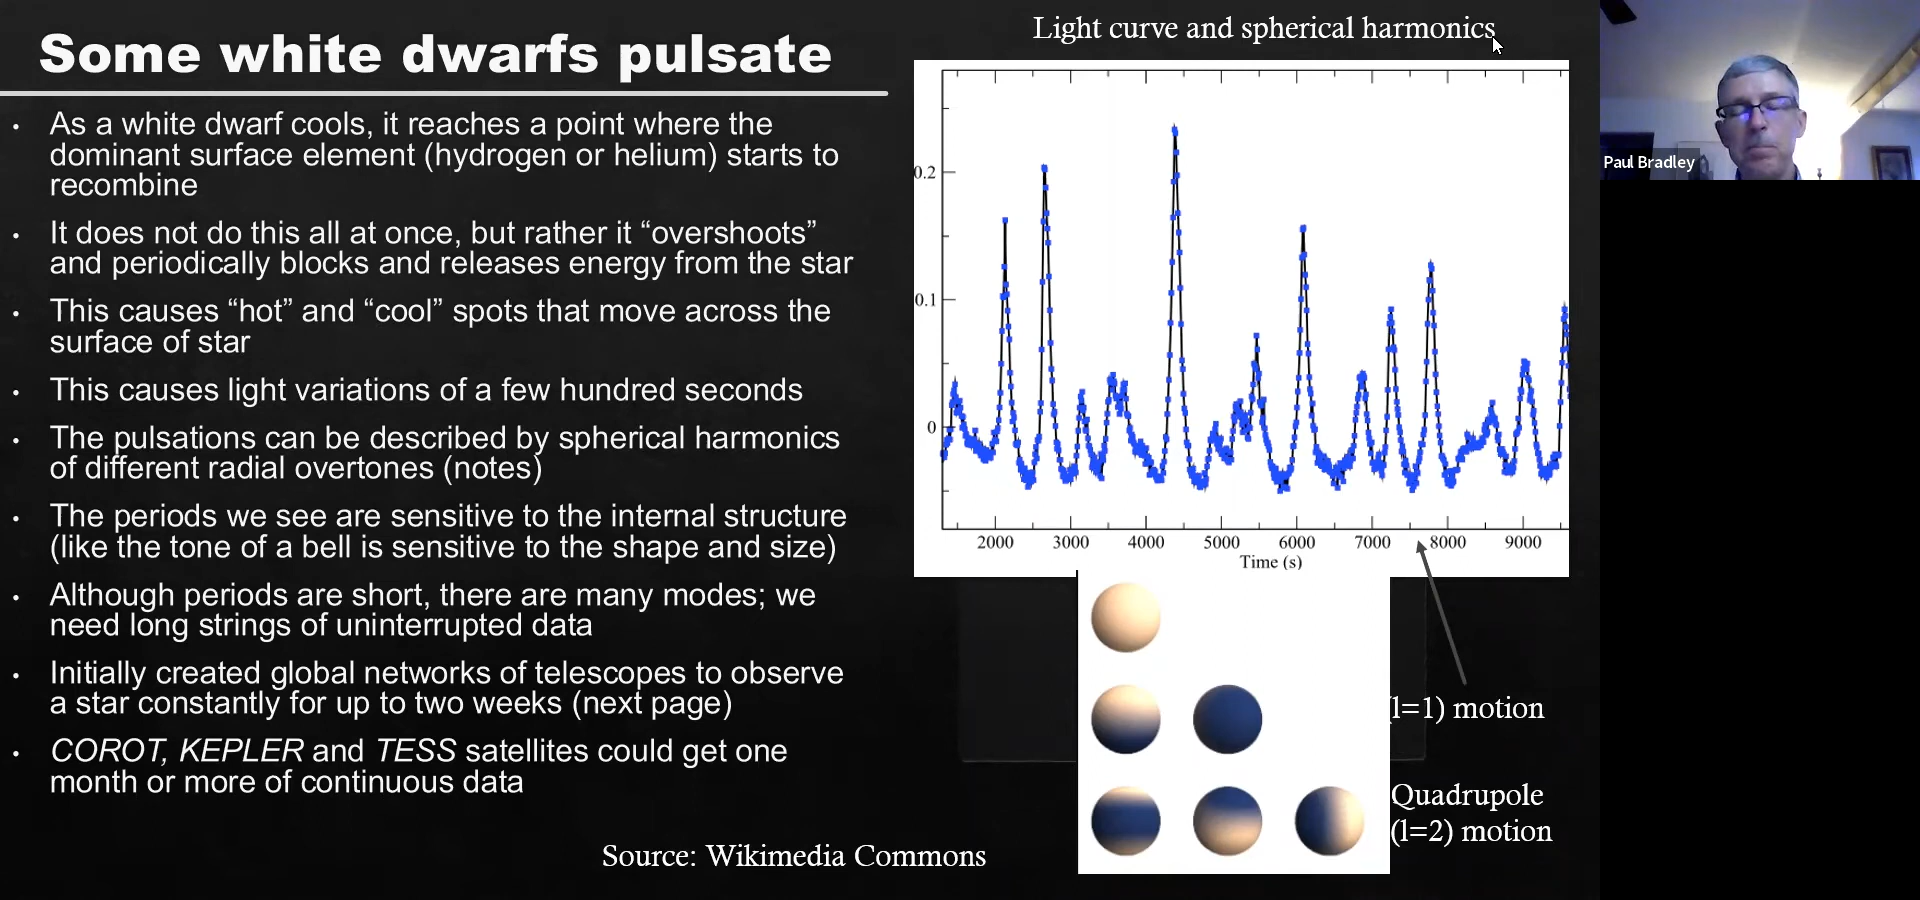 Light curve and spherical harmonics
Some white dwarfs pulsate
• As a white dwarf cools, it reaches a point where the
dominant surface element (hydrogen or helium) starts to
recombine
• It does not do this all at once, but rather it “overshoots”
and periodically blocks and releases energy from the star
• This causes “hot” and “cool” spots that move across the
surface of star
• This causes light variations of a few hundred seconds
• The pulsations can be described by spherical harmonics
of different radial overtones (notes)
• The periods we see are sensitive to the internal structure
(like the tone of a bell is sensitive to the shape and size)
• Although periods are short, there are many modes; we
need long strings of uninterrupted data
• Initially created global networks of telescopes to observe
a star constantly for up to two weeks (next page)
• COROT, KEPLER and TESS satellites could get one
month or more of continuous data
Source: Wikimedia Commons
0.2
0.1
0
2000 3000 4000 5000 6000 7000 8000 9000
Time (s)
(l=1) motion
Quadrupole
(l=2) motion
Paul Bradley